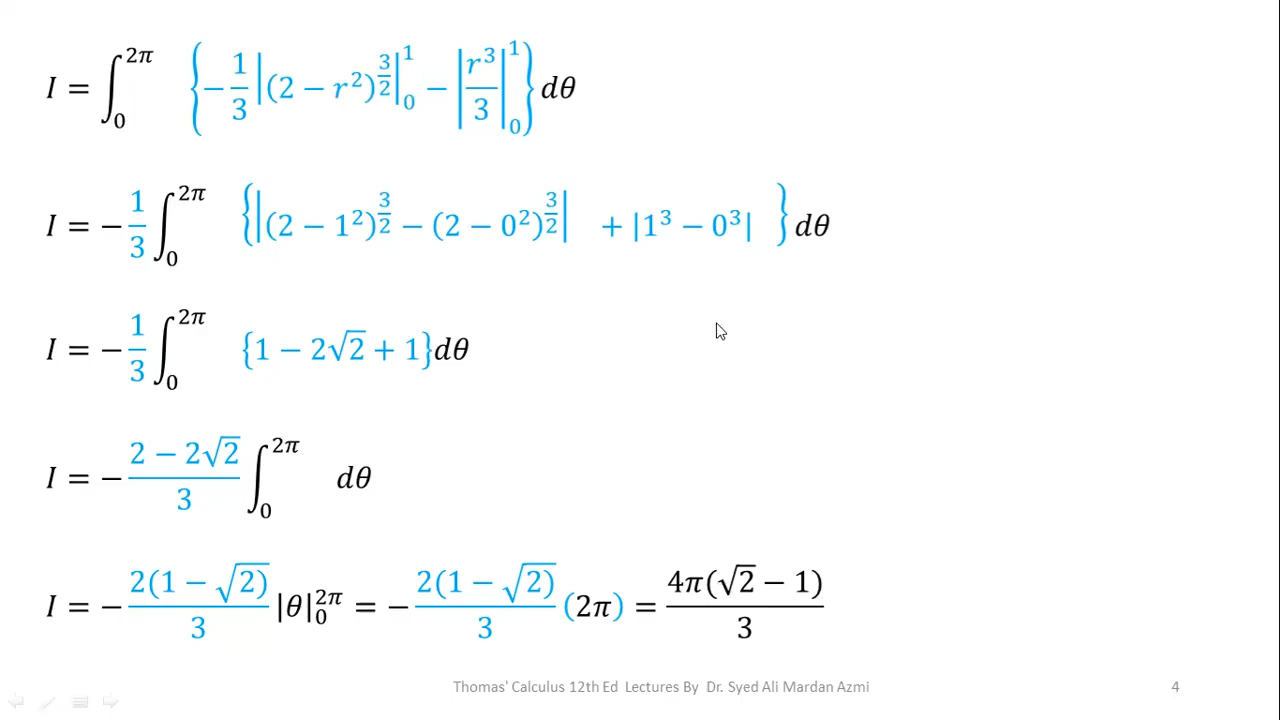 I = ∫₀^{2π} {−1/3 |(2 − r²)^{3/2}|₀¹ − |r³/3|₀¹} dθ
I = −1/3 ∫₀^{2π} {|(2 − 1²)^{3/2} − (2 − 0²)^{3/2}| + |1³ − 0³| } dθ
I = −1/3 ∫₀^{2π} {1 − 2√2 + 1}dθ
I = −(2 − 2√2)/3 ∫₀^{2π} dθ
I = −2(1 − √2)/3 |θ|₀^{2π} = −2(1 − √2)/3 (2π) = 4π(√2 − 1)/3
Thomas' Calculus 12th Ed Lectures By Dr. Syed Ali Mardan Azmi
4